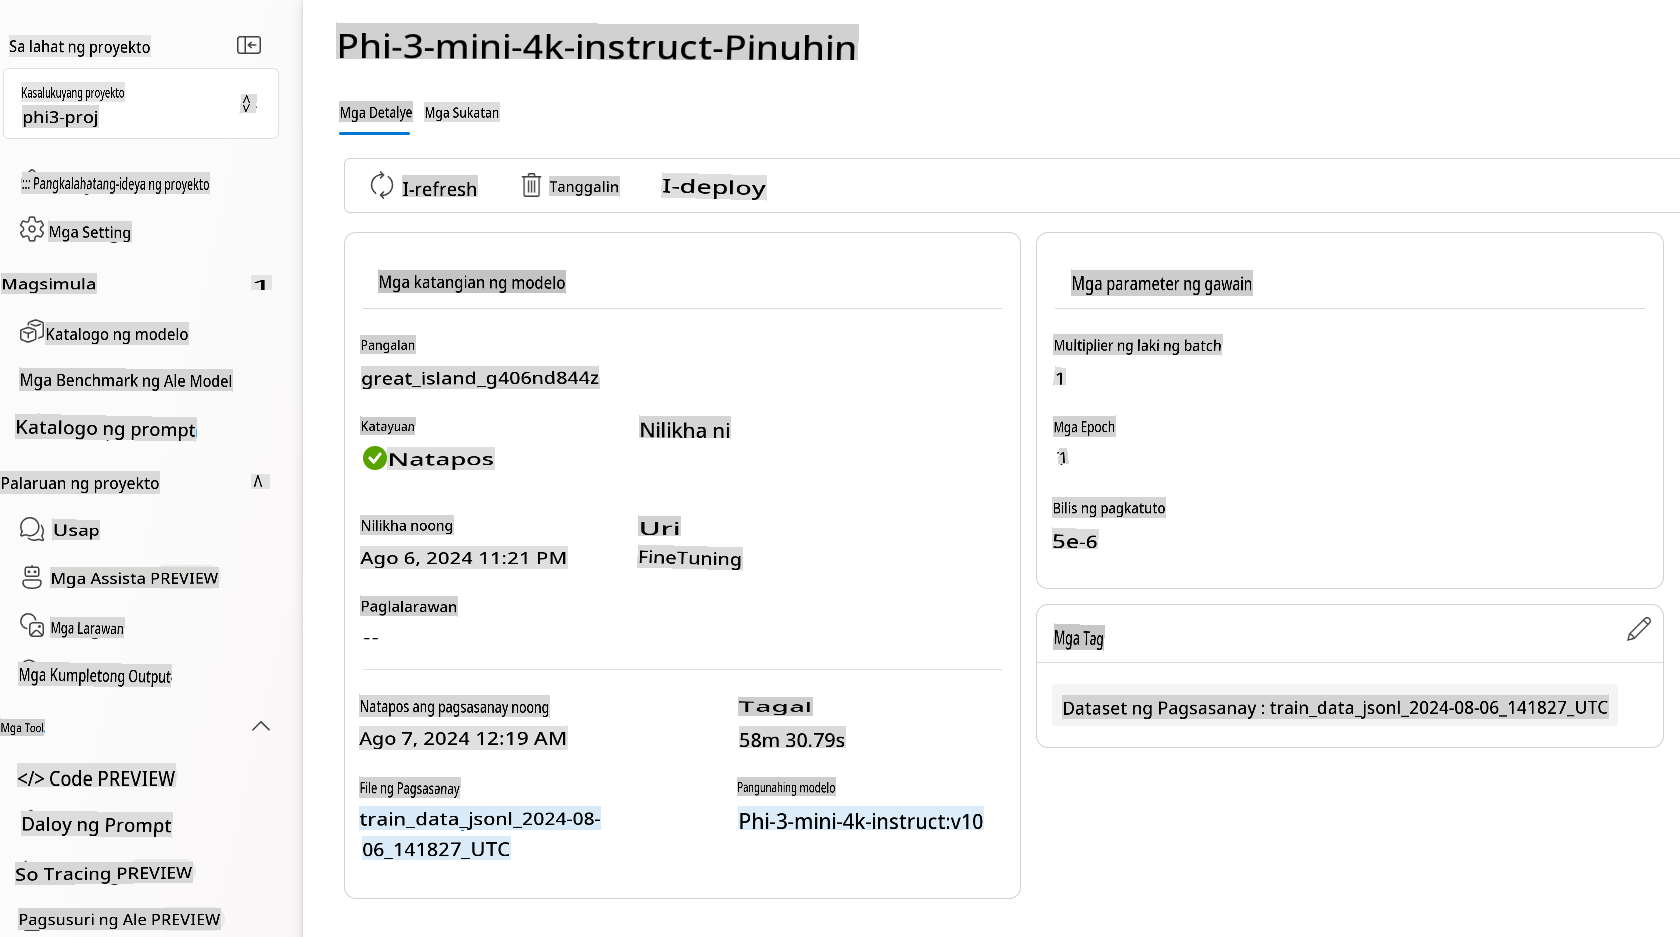 Sa lahat ng proyekto
Kasalukuyang proyekto
phi3-proj
Pangkalahatang-ideya ng proyekto
Mga Setting
Magsimula
Katalogo ng modelo
Mga Benchmark ng Ale Model
Katalogo ng prompt
Palaruan ng proyekto
Usap
Mga Assista PREVIEW
Mga Larawan
Mga Kumpletong Output
Mga Tool
</> Code PREVIEW
Daloy ng Prompt
So Tracing PREVIEW
Pagsusuri ng Ale PREVIEW
Phi-3-mini-4k-instruct-Pinuhin
Mga Detalye Mga Sukatan
I-refresh Tanggalin I-deploy
Mga katangian ng modelo
Pangalan
great_island_g406nd844z
Katayuan Nilikha ni
Natapos
Nilikha noong Uri
Ago 6, 2024 11:21 PM FineTuning
Paglalarawan
--
Natapos ang pagsasanay noong Tagal
Ago 7, 2024 12:19 AM 58m 30.79s
File ng Pagsasanay Pangunahing modelo
train_data_jsonl_2024-08- Phi-3-mini-4k-instruct:v10
06_141827_UTC
Mga parameter ng gawain
Multiplier ng laki ng batch
1
Mga Epoch
1
Bilis ng pagkatuto
5e-6
Mga Tag
Dataset ng Pagsasanay : train_data_jsonl_2024-08-06_141827_UTC